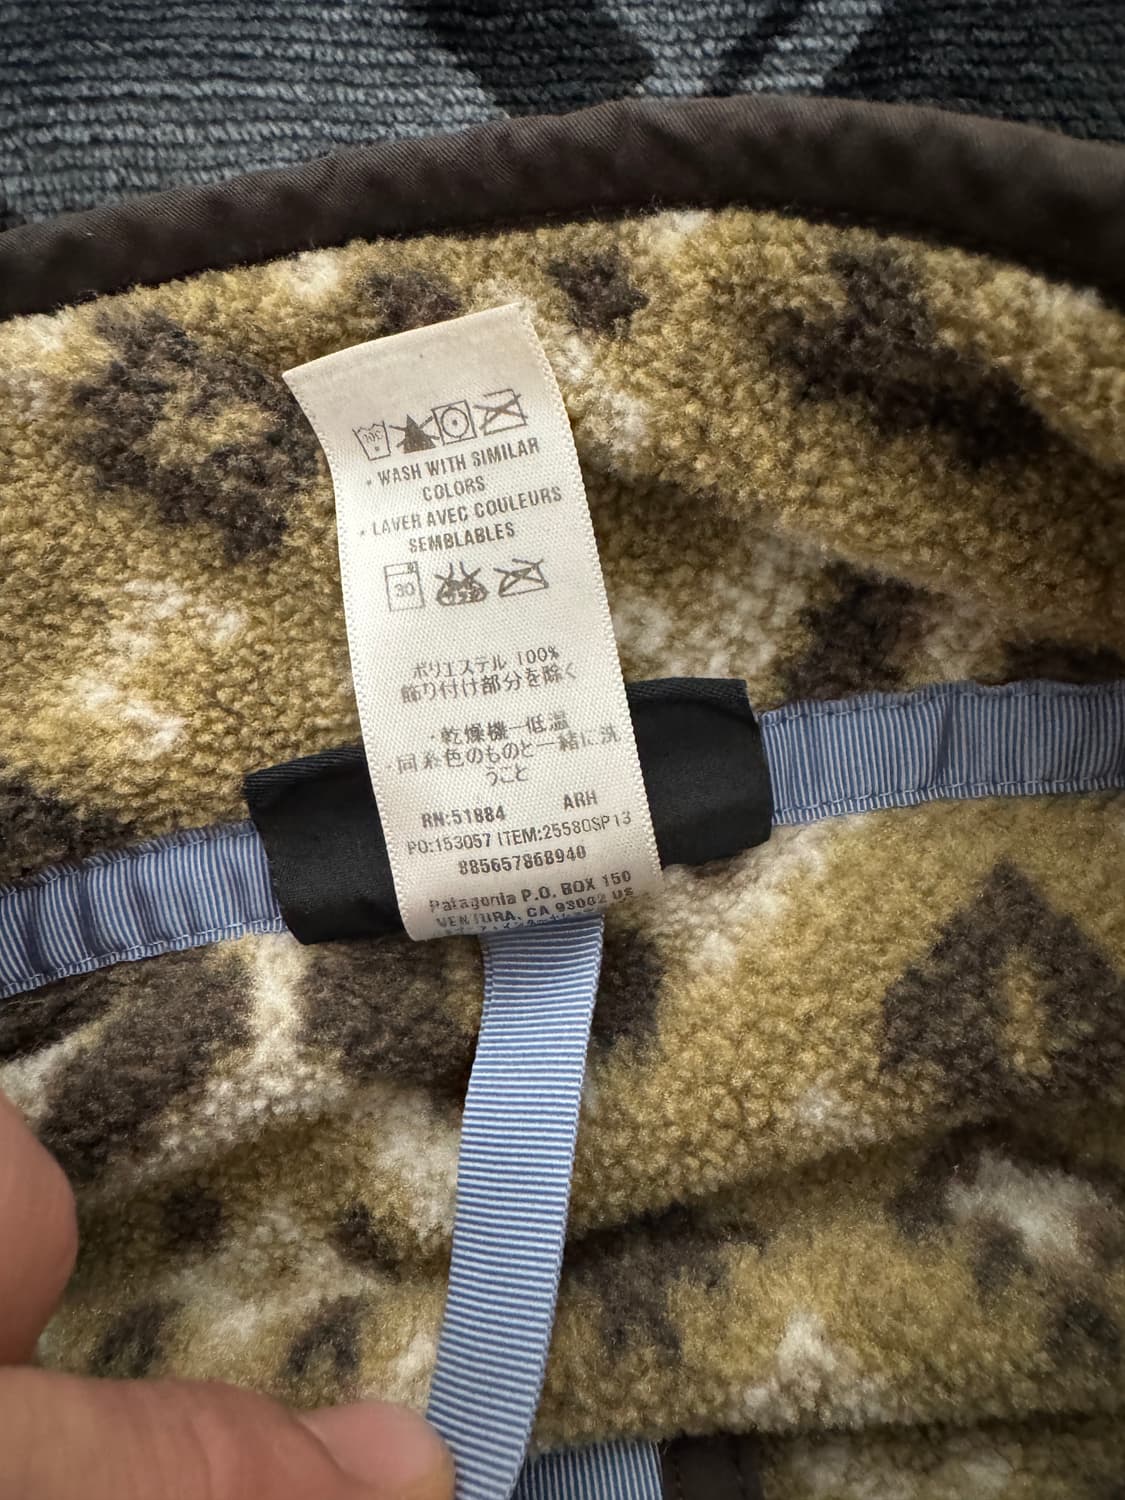 105
• WASH WITH SIMILAR
COLORS
• LAVER AVEC COULEURS
SEMBLABLES
30
ポリエステル 100%
飾り付け部分を除く
・乾燥機一低温
・同系色のものと一緒に洗
うこと
RN:51884 ARH
PO:153057 ITEM:25580SP13
885657868940
Patagonia P.O. BOX 150
VENTURA, CA 93002 US